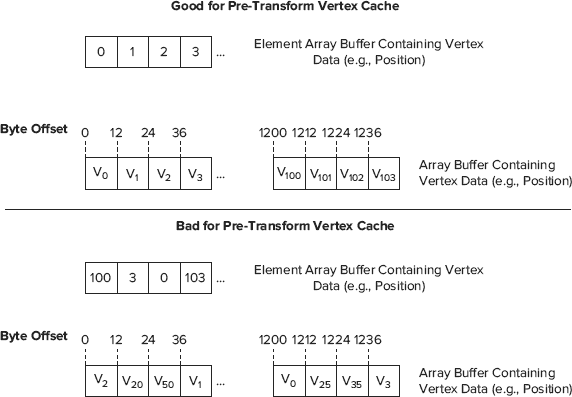 Good for Pre-Transform Vertex Cache
0 1 2 3 ... Element Array Buffer Containing Vertex
Data (e.g., Position)
Byte Offset 0 12 24 36 1200 1212 1224 1236
V0 V1 V2 V3 ... V100 V101 V102 V103 Array Buffer Containing
Vertex Data (e.g., Position)
Bad for Pre-Transform Vertex Cache
100 3 0 103 ... Element Array Buffer Containing Vertex
Data (e.g., Position)
Byte Offset 0 12 24 36 1200 1212 1224 1236
V2 V20 V50 V1 ... V0 V25 V35 V3 Array Buffer Containing
Vertex Data (e.g., Position)